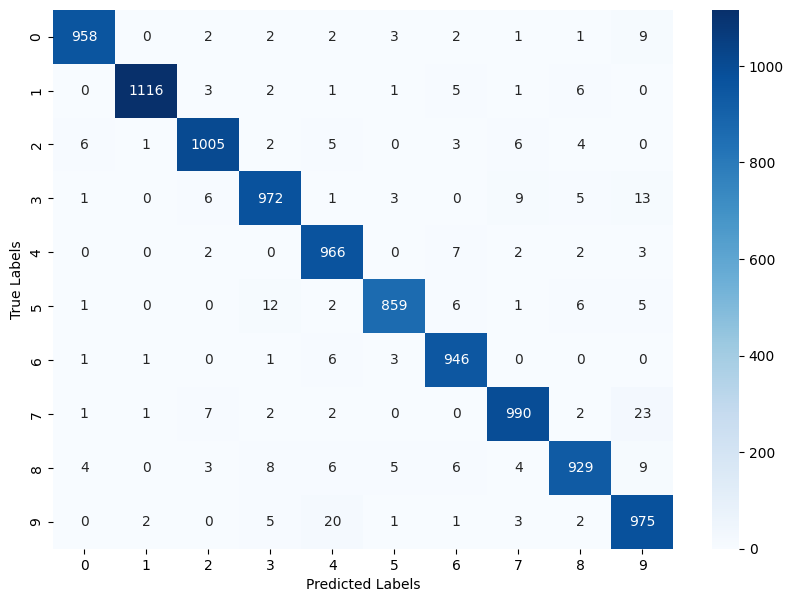 0 958 0 2 2 2 3 2 1 1 9
1 0 1116 3 2 1 1 5 1 6 0
2 6 1 1005 2 5 0 3 6 4 0
3 1 0 6 972 1 3 0 9 5 13
4 0 0 2 0 966 0 7 2 2 3
5 1 0 0 12 2 859 6 1 6 5
6 1 1 0 1 6 3 946 0 0 0
7 1 1 7 2 2 0 0 990 2 23
8 4 0 3 8 6 5 6 4 929 9
9 0 2 0 5 20 1 1 3 2 975
0 1 2 3 4 5 6 7 8 9
Predicted Labels
True Labels
1000
800
600
400
200
0